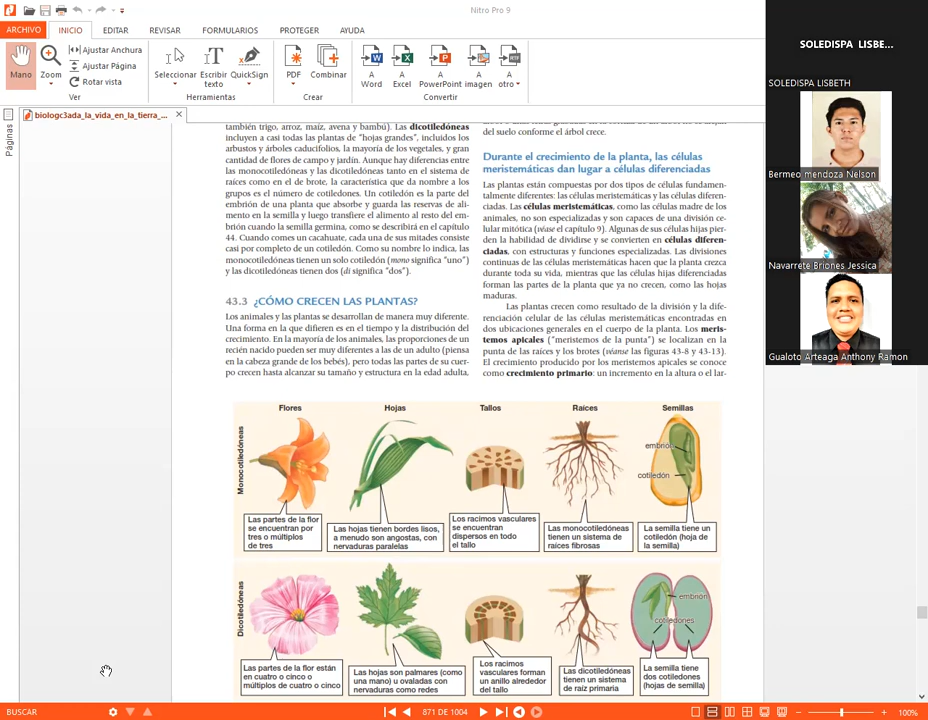 Nitro Pro 9
ARCHIVO
INICIO
EDITAR
REVISAR
FORMULARIOS
PROTEGER
AYUDA
Mano
Zoom
Ajustar Anchura
Ajustar Página
Rotar vista
Ver
Seleccionar
Escribir texto
QuickSign
Herramientas
PDF
Combinar
Crear
A Word
A Excel
A PowerPoint
A imagen
A otro
Convertir
biologc3ada_la_vida_en_la_tierra_...
Páginas
también trigo, arroz, maíz, avena y bambú). Las dicotiledóneas
incluyen a casi todas las plantas de "hojas grandes", incluidos los
arbustos y árboles caducifolios, la mayoría de los vegetales, y gran
cantidad de flores de campo y jardín. Aunque hay diferencias entre
las monocotiledóneas y las dicotiledóneas tanto en el sistema de
raíces como en el de brote, la característica que da nombre a los
grupos es el número de cotiledones. Un cotiledón es la parte del
embrión de una planta que absorbe y guarda las reservas de ali-
mento en la semilla y luego transfiere el alimento al resto del em-
brión cuando la semilla germina, como se describirá en el capítulo
44. Cuando comes un cacahuate, cada una de sus mitades consiste
casi por completo de un cotiledón. Como su nombre lo indica, las
monocotiledóneas tienen un solo cotiledón (mono significa "uno")
y las dicotiledóneas tienen dos (di significa "dos").
43.3 ¿CÓMO CRECEN LAS PLANTAS?
Los animales y las plantas se desarrollan de manera muy diferente.
Una forma en la que difieren es en el tiempo y la distribución del
crecimiento. En la mayoría de los animales, las proporciones de un
recién nacido pueden ser muy diferentes a las de un adulto (piensa
en la cabeza grande de los bebés), pero todas las partes de su cuer-
po crecen hasta alcanzar su tamaño y estructura en la edad adulta,
del suelo conforme el árbol crece.
Durante el crecimiento de la planta, las células
meristemáticas dan lugar a células diferenciadas
Las plantas están compuestas por dos tipos de células fundamen-
talmente diferentes: las células meristemáticas y las células diferen-
ciadas. Las células meristemáticas, como las células madre de los
animales, no son especializadas y son capaces de una división ce-
lular mitótica (véase el capítulo 9). Algunas de sus células hijas pier-
den la habilidad de dividirse y se convierten en células diferen-
ciadas, con estructuras y funciones especializadas. Las divisiones
continuas de las células meristemáticas hacen que la planta crezca
durante toda su vida, mientras que las células hijas diferenciadas
forman las partes de la planta que ya no crecen, como las hojas
maduras.
Las plantas crecen como resultado de la división y la dife-
renciación celular de las células meristemáticas encontradas en
dos ubicaciones generales en el cuerpo de la planta. Los meris-
temos apicales ("meristemos de la punta") se localizan en la
punta de las raíces y los brotes (véanse las figuras 43-8 y 43-13).
El crecimiento producido por los meristemos apicales se conoce
como crecimiento primario: un incremento en la altura o el lar-
Flores
Hojas
Tallos
Raíces
Semillas
Monocotiledóneas
embrión
cotiledón
Las partes de la flor
se encuentran por
tres o múltiplos
de tres
Las hojas tienen bordes lisos,
a menudo son angostas, con
nervaduras paralelas
Los racimos vasculares
se encuentran
dispersos en todo
el tallo
Las monocotiledóneas
tienen un sistema de
raíces fibrosas
La semilla tiene un
cotiledón (hoja de
la semilla)
Dicotiledóneas
embrión
cotiledones
Las partes de la flor están
en cuatro o cinco o
múltiplos de cuatro o cinco
Las hojas son palmares (como
una mano) u ovaladas con
nervaduras como redes
Los racimos
vasculares forman
un anillo alrededor
del tallo
Las dicotiledóneas
tienen un sistema
de raíz primaria
La semilla tiene
dos cotiledones
(hojas de semilla)
BUSCAR
871 DE 1004
100%
SOLEDISPA LISBE...
SOLEDISPA LISBETH
Bermeo mendoza Nelson
Navarrete Briones Jessica
Gualoto Arteaga Anthony Ramon